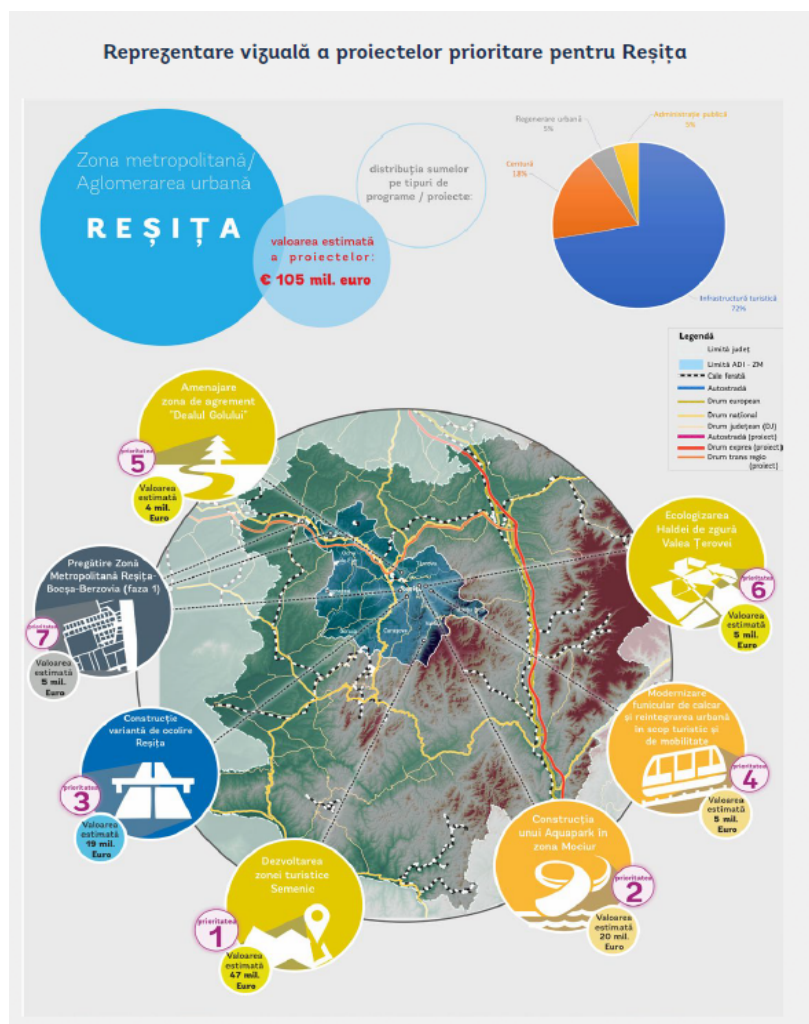 Reprezentare vizuală a proiectelor prioritare pentru Reșița
Zona metropolitană/
Aglomerarea urbană
REȘIȚA
valoarea estimată
a proiectelor:
€ 105 mil. euro
distribuția sumelor
pe tipuri de
programe / proiecte:
Regenerare urbană
5%
Administrație publică
5%
Centură
18%
Infrastructură turistică
72%
Legendă
Limită județ
Limită ADI - ZM
Cale ferată
Autostradă
Drum european
Drum național
Drum județean (DJ)
Autostradă (proiect)
Drum expres (proiect)
Drum trans regio
(proiect)
Amenajare
zona de agrement
"Dealul Golului"
prioritatea
5
Valoarea
estimată
4 mil.
Euro
Ecologizarea
Haldei de zgură
Valea Țerovei
prioritatea
6
Valoarea
estimată
5 mil.
Euro
Pregătire Zonă
Metropolitană Reșița-
Bocșa-Berzovia (faza 1)
prioritatea
7
Valoarea
estimată
5 mil.
Euro
Modernizare
funicular de calcar
și reintegrarea urbană
în scop turistic și
de mobilitate
prioritatea
4
Valoarea
estimată
5 mil.
Euro
Construcție
variantă de ocolire
Reșița
prioritatea
3
Valoarea
estimată
19 mil.
Euro
Construcția
unui Aquapark în
zona Mociur
prioritatea
2
Valoarea
estimată
20 mil.
Euro
Dezvoltarea
zonei turistice
Semenic
prioritatea
1
Valoarea
estimată
47 mil.
Euro